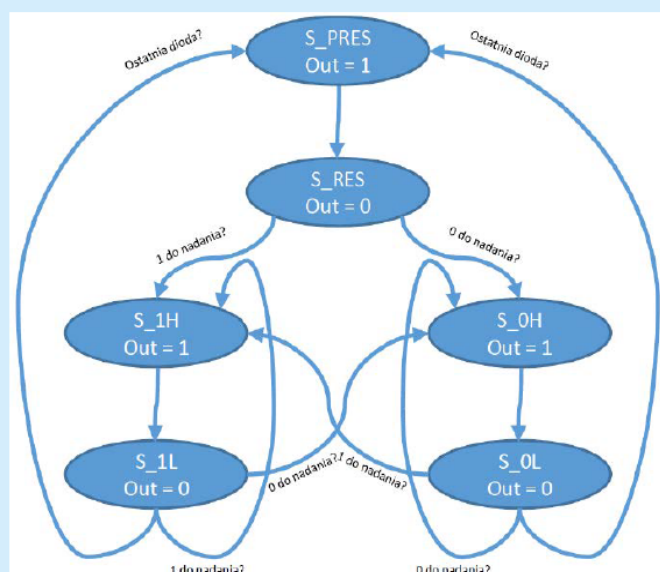 S_PRES
Out = 1
Ostatnia dioda?
Ostatnia dioda?
S_RES
Out = 0
1 do nadania?
0 do nadania?
S_1H
Out = 1
S_0H
Out = 1
S_1L
Out = 0
0 do nadania?
1 do nadania?
S_0L
Out = 0
1 do nadania?
0 do nadania?